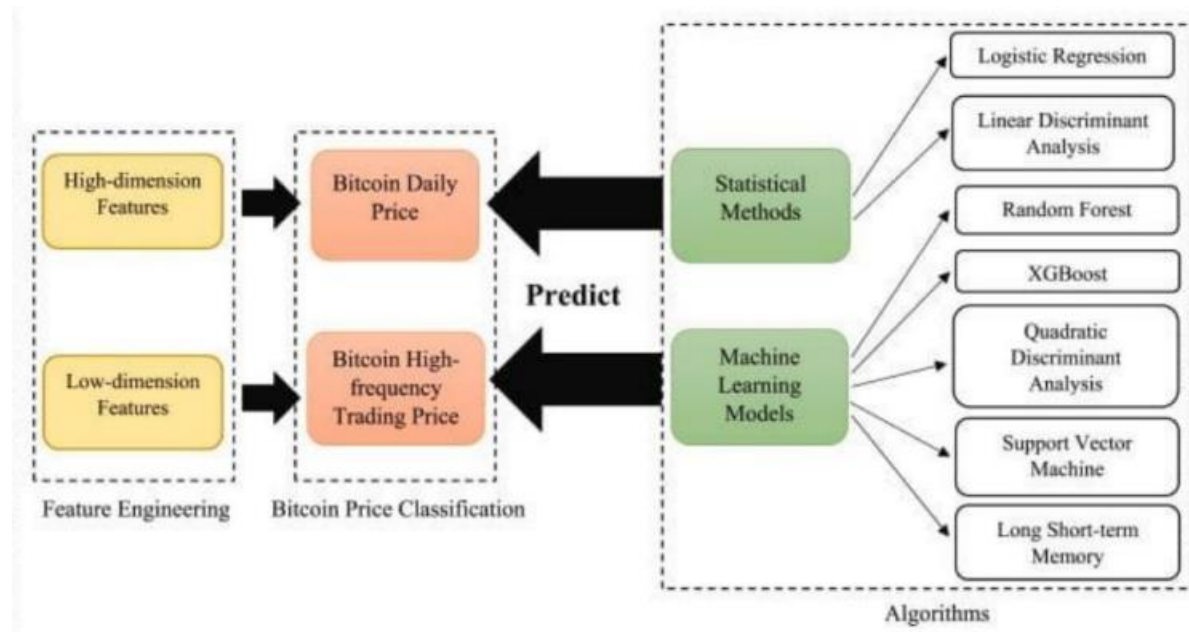 High-dimension
Features
Low-dimension
Features
Feature Engineering
Bitcoin Daily
Price
Bitcoin High-
frequency
Trading Price
Bitcoin Price Classification
Predict
Statistical
Methods
Machine
Learning
Models
Logistic Regression
Linear Discriminant
Analysis
Random Forest
XGBoost
Quadratic
Discriminant
Analysis
Support Vector
Machine
Long Short-term
Memory
Algorithms